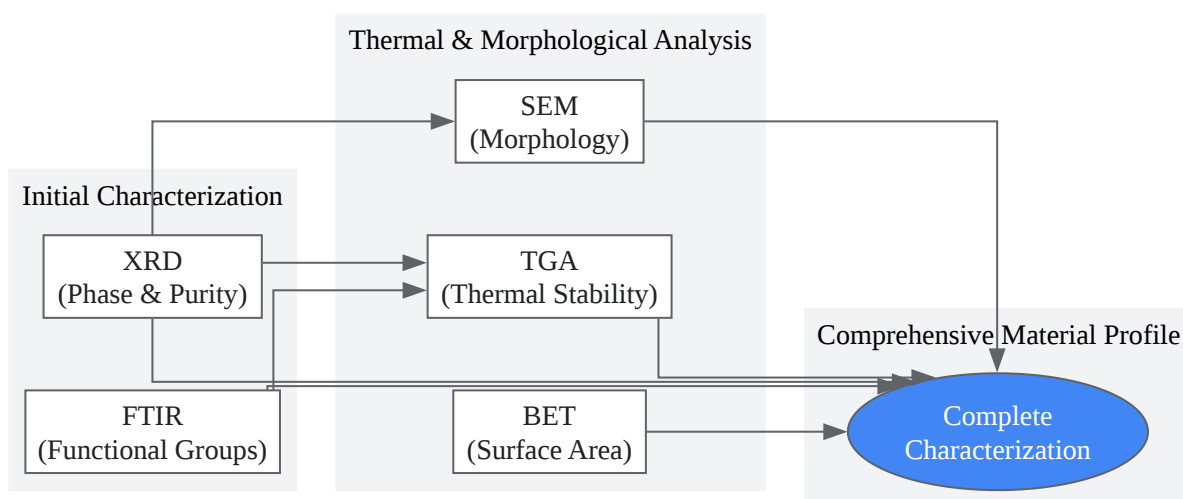 Thermal & Morphological Analysis
SEM
(Morphology)
Initial Characterization
XRD
(Phase & Purity)
TGA
(Thermal Stability)
Comprehensive Material Profile
FTIR
(Functional Groups)
BET
(Surface Area)
Complete
Characterization